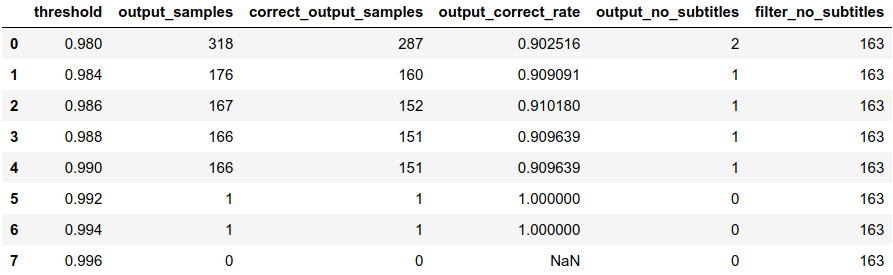 threshold output_samples correct_output_samples output_correct_rate output_no_subtitles filter_no_subtitles
0 0.980 318 287 0.902516 2 163
1 0.984 176 160 0.909091 1 163
2 0.986 167 152 0.910180 1 163
3 0.988 166 151 0.909639 1 163
4 0.990 166 151 0.909639 1 163
5 0.992 1 1 1.000000 0 163
6 0.994 1 1 1.000000 0 163
7 0.996 0 0 NaN 0 163